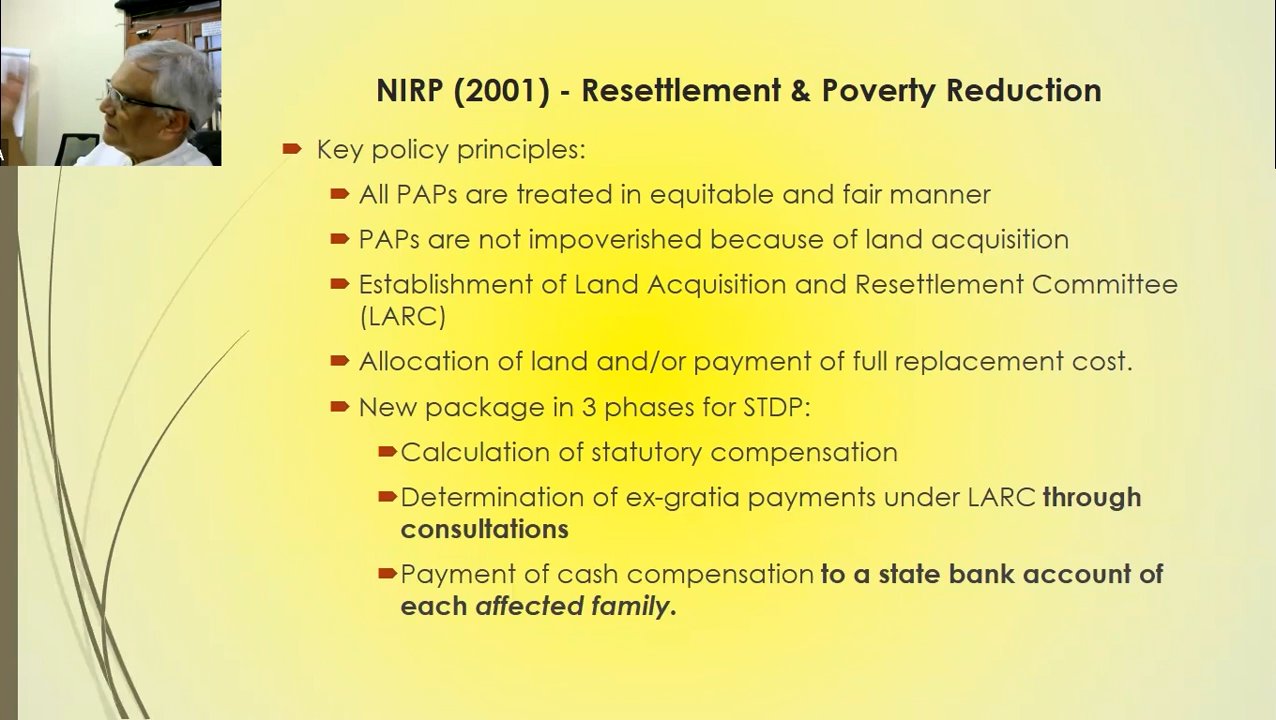 NIRP (2001) - Resettlement & Poverty Reduction
Key policy principles:
All PAPs are treated in equitable and fair manner
PAPs are not impoverished because of land acquisition
Establishment of Land Acquisition and Resettlement Committee
(LARC)
Allocation of land and/or payment of full replacement cost.
New package in 3 phases for STDP:
Calculation of statutory compensation
Determination of ex-gratia payments under LARC through
consultations
Payment of cash compensation to a state bank account of
each affected family.